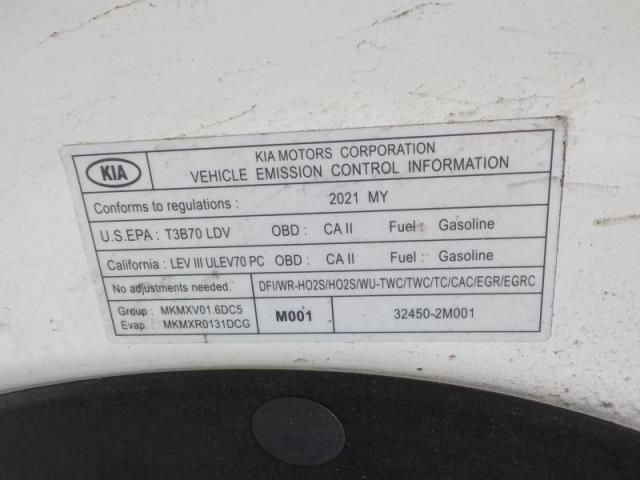 KIA
KIA MOTORS CORPORATION
VEHICLE EMISSION CONTROL INFORMATION
Conforms to regulations: 2021 MY
U.S.EPA : T3B70 LDV OBD : CA II Fuel : Gasoline
California : LEV III ULEV70 PC OBD : CA II Fuel : Gasoline
No adjustments needed. DFI/WR-HO2S/HO2S/WU-TWC/TWC/TC/CAC/EGR/EGRC
Group : MKMXV01.6DC5
Evap. : MKMXR0131DCG
M001 32450-2M001